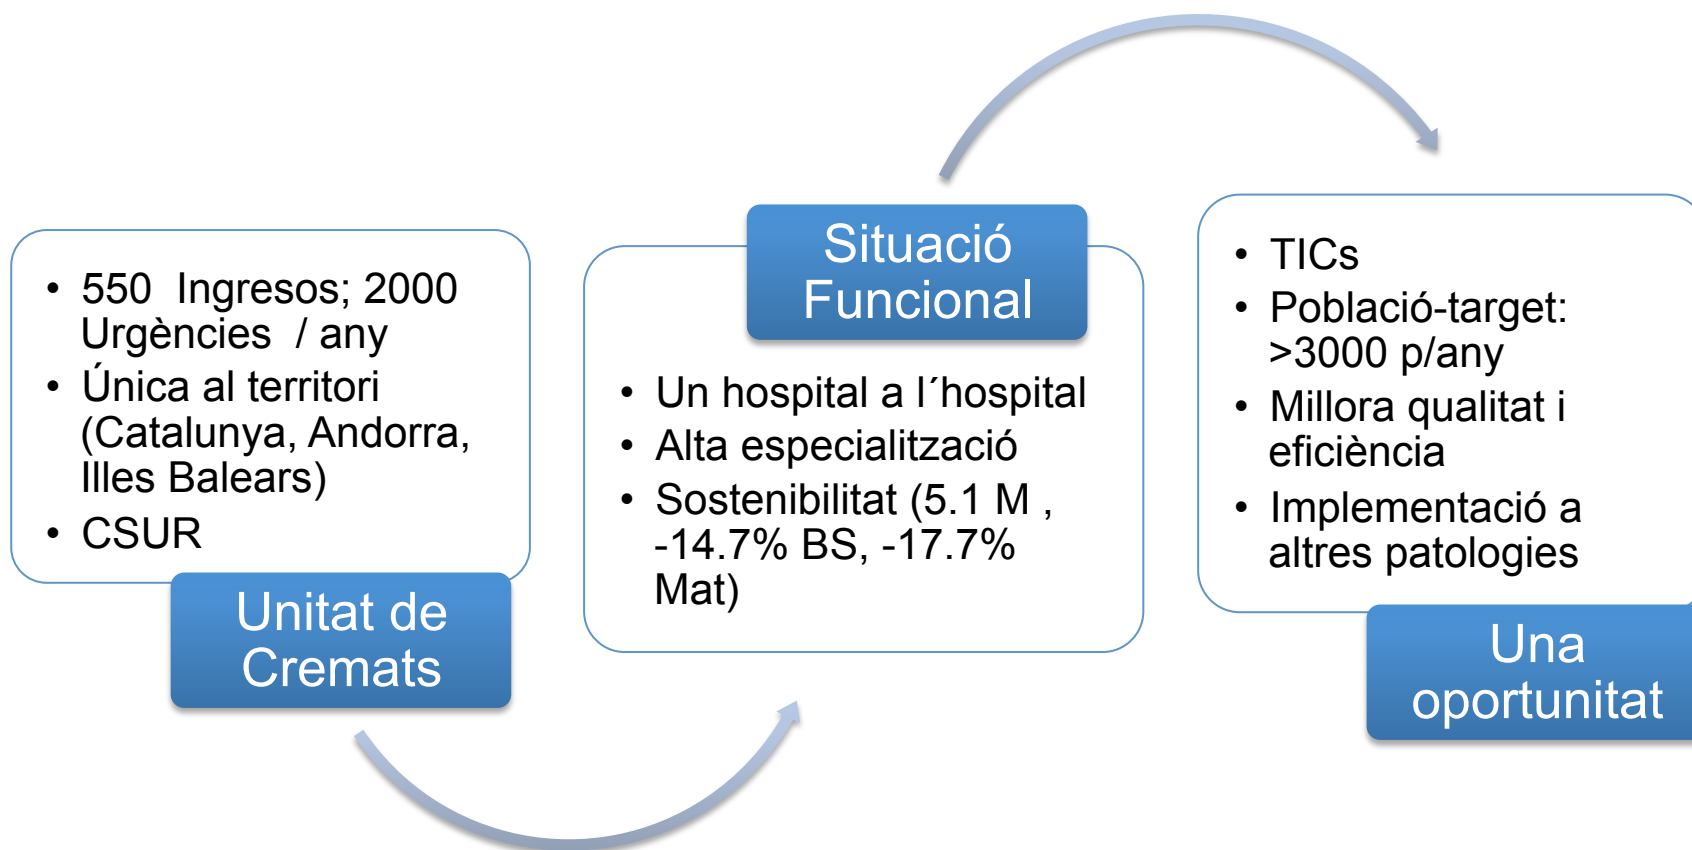 • 550  Ingresos; 2000
Urgències  / any
• Única al territori
(Catalunya, Andorra,
Illes Balears)
• CSUR
Unitat de
Cremats
Situació
Funcional
• Un hospital a l´hospital
• Alta especialització
• Sostenibilitat (5.1 M ,
-14.7% BS, -17.7%
Mat)
• TICs
• Població-target:
>3000 p/any
• Millora qualitat i
eficiència
• Implementació a
altres patologies
Una
oportunitat